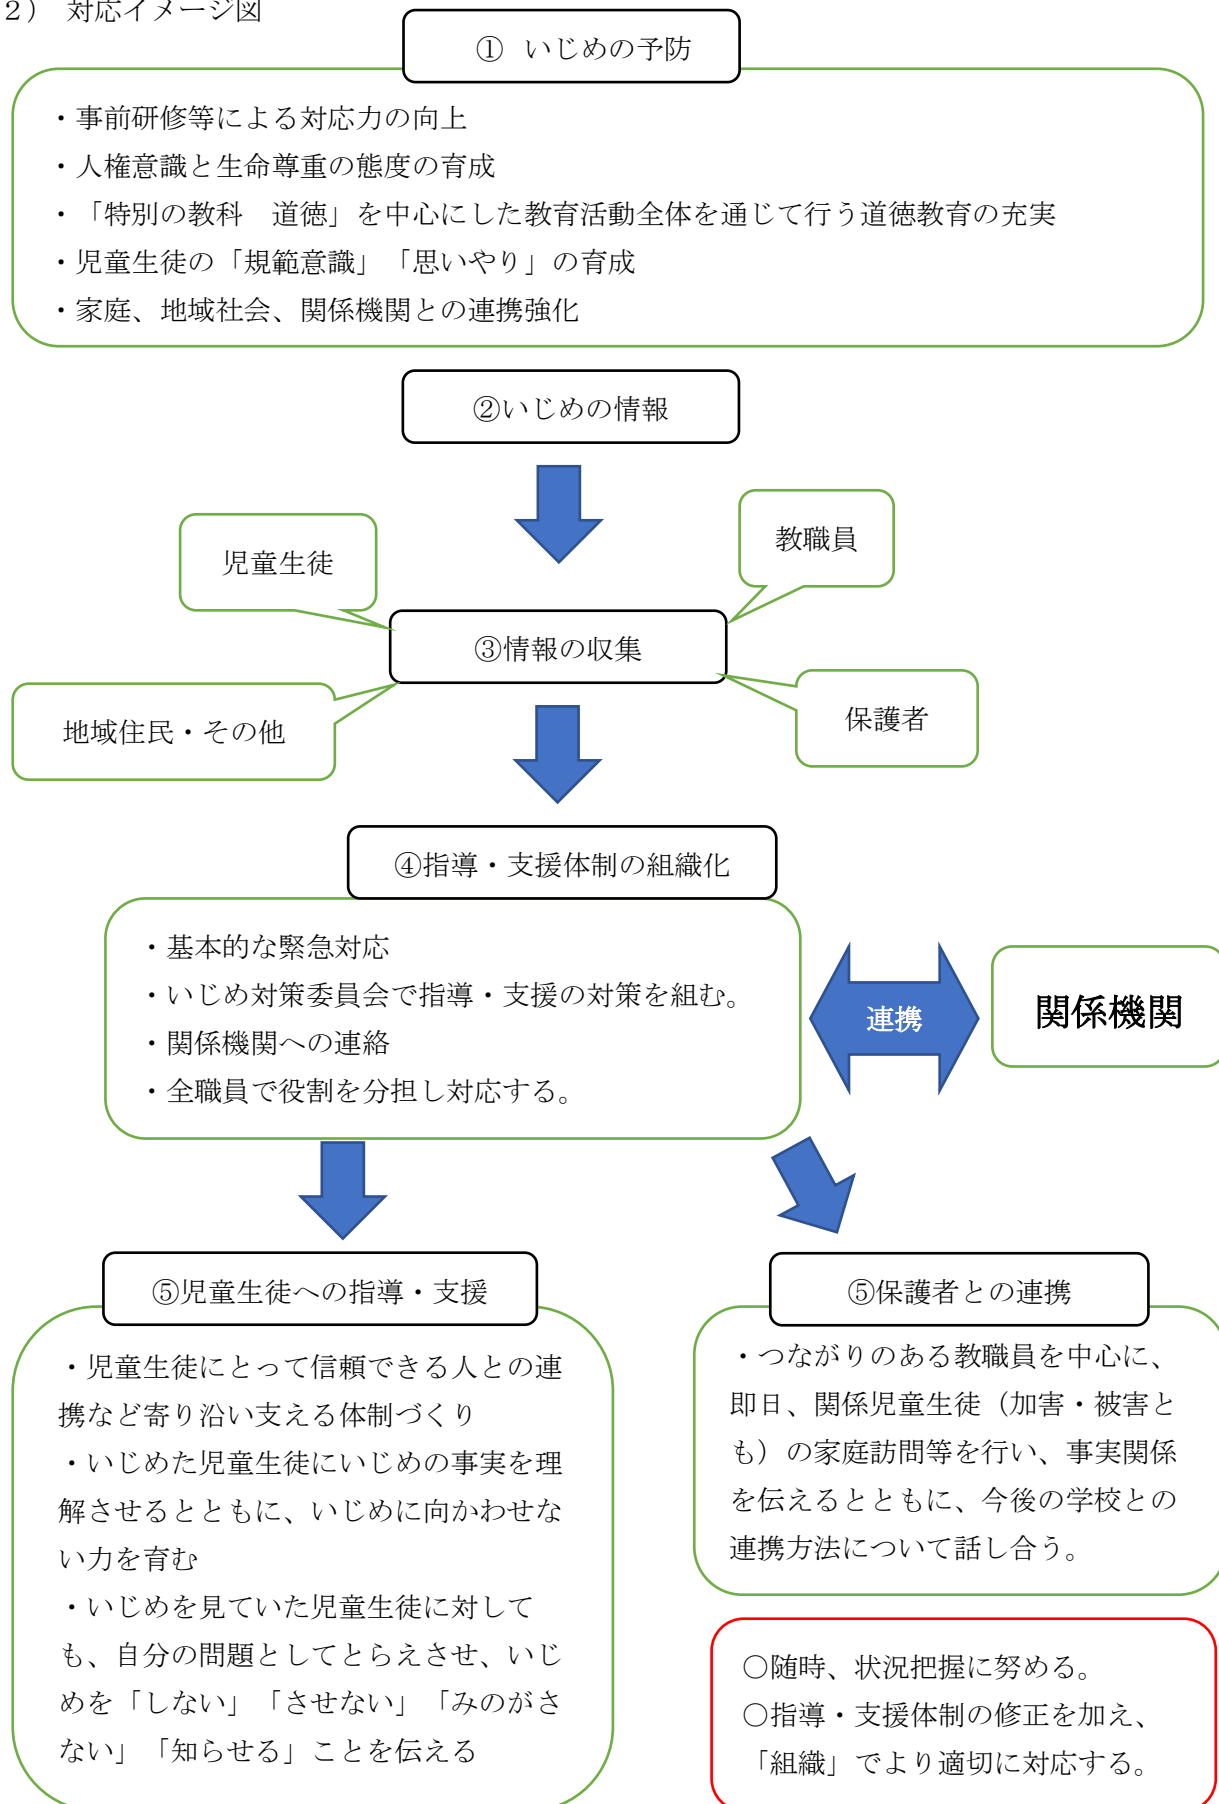 ２） 対応イメージ図
① いじめの予防
・事前研修等による対応力の向上
・人権意識と生命尊重の態度の育成
・「特別の教科　道徳」を中心にした教育活動全体を通じて行う道徳教育の充実
・児童生徒の「規範意識」「思いやり」の育成
・家庭、地域社会、関係機関との連携強化
②いじめの情報
児童生徒
教職員
③情報の収集
地域住民・その他
保護者
④指導・支援体制の組織化
・基本的な緊急対応
・いじめ対策委員会で指導・支援の対策を組む。
・関係機関への連絡
・全職員で役割を分担し対応する。
連携
関係機関
⑤児童生徒への指導・支援
・児童生徒にとって信頼できる人との連
携など寄り沿い支える体制づくり
・いじめた児童生徒にいじめの事実を理
解させるとともに、いじめに向かわせな
い力を育む
・いじめを見ていた児童生徒に対して
も、自分の問題としてとらえさせ、いじ
めを「しない」「させない」「みのがさ
ない」「知らせる」ことを伝える
⑤保護者との連携
・つながりのある教職員を中心に、
即日、関係児童生徒（加害・被害と
も）の家庭訪問等を行い、事実関係
を伝えるとともに、今後の学校との
連携方法について話し合う。
○随時、状況把握に努める。
○指導・支援体制の修正を加え、
「組織」でより適切に対応する。